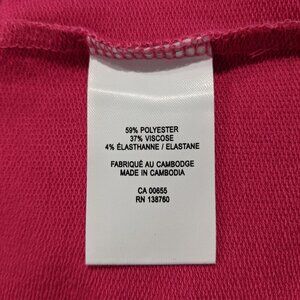 59% POLYESTER
37% VISCOSE
4% ÉLASTHANNE / ELASTANE
FABRIQUÉ AU CAMBODGE
MADE IN CAMBODIA
CA 00655
RN 138760